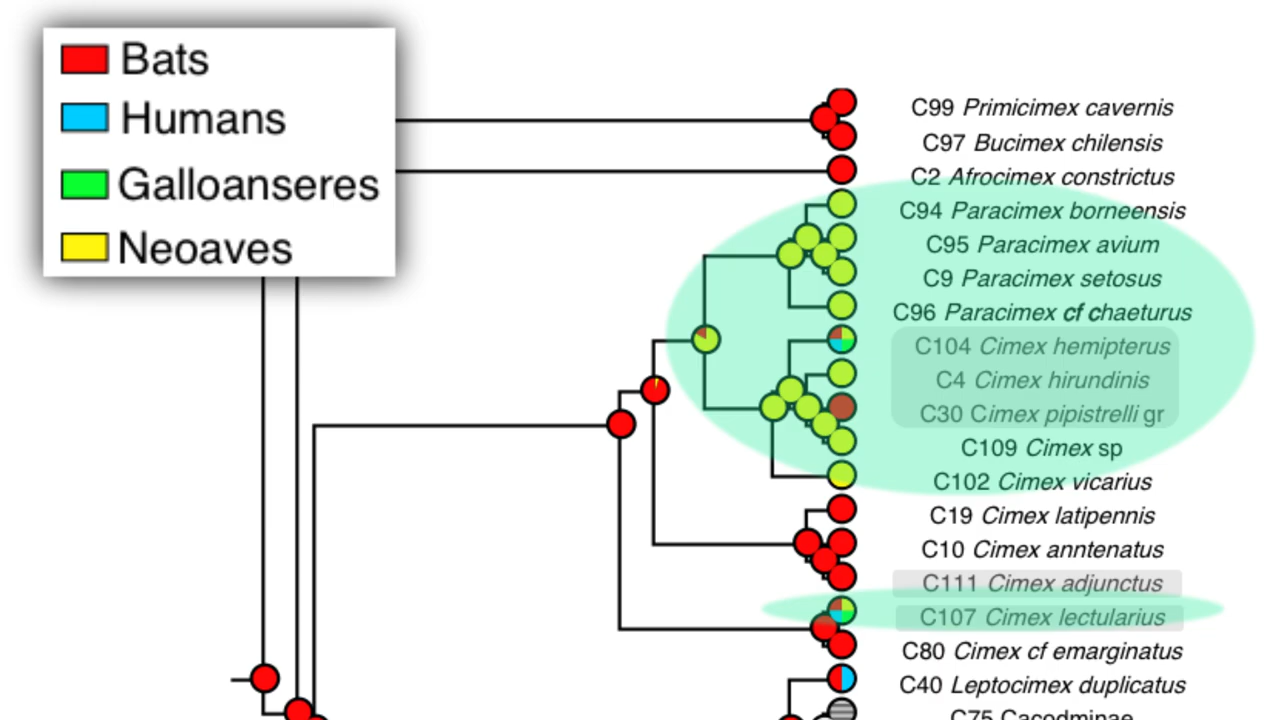 Bats
Humans
Galloanseres
Neoaves
C99 Primicimex cavernis
C97 Bucimex chilensis
C2 Afrocimex constrictus
C94 Paracimex borneensis
C95 Paracimex avium
C9 Paracimex setosus
C96 Paracimex cf chaeturus
C104 Cimex hemipterus
C4 Cimex hirundinis
C30 Cimex pipistrelli gr
C109 Cimex sp
C102 Cimex vicarius
C19 Cimex latipennis
C10 Cimex anntenatus
C111 Cimex adjunctus
C107 Cimex lectularius
C80 Cimex cf emarginatus
C40 Leptocimex duplicatus
C75 Cacodminae